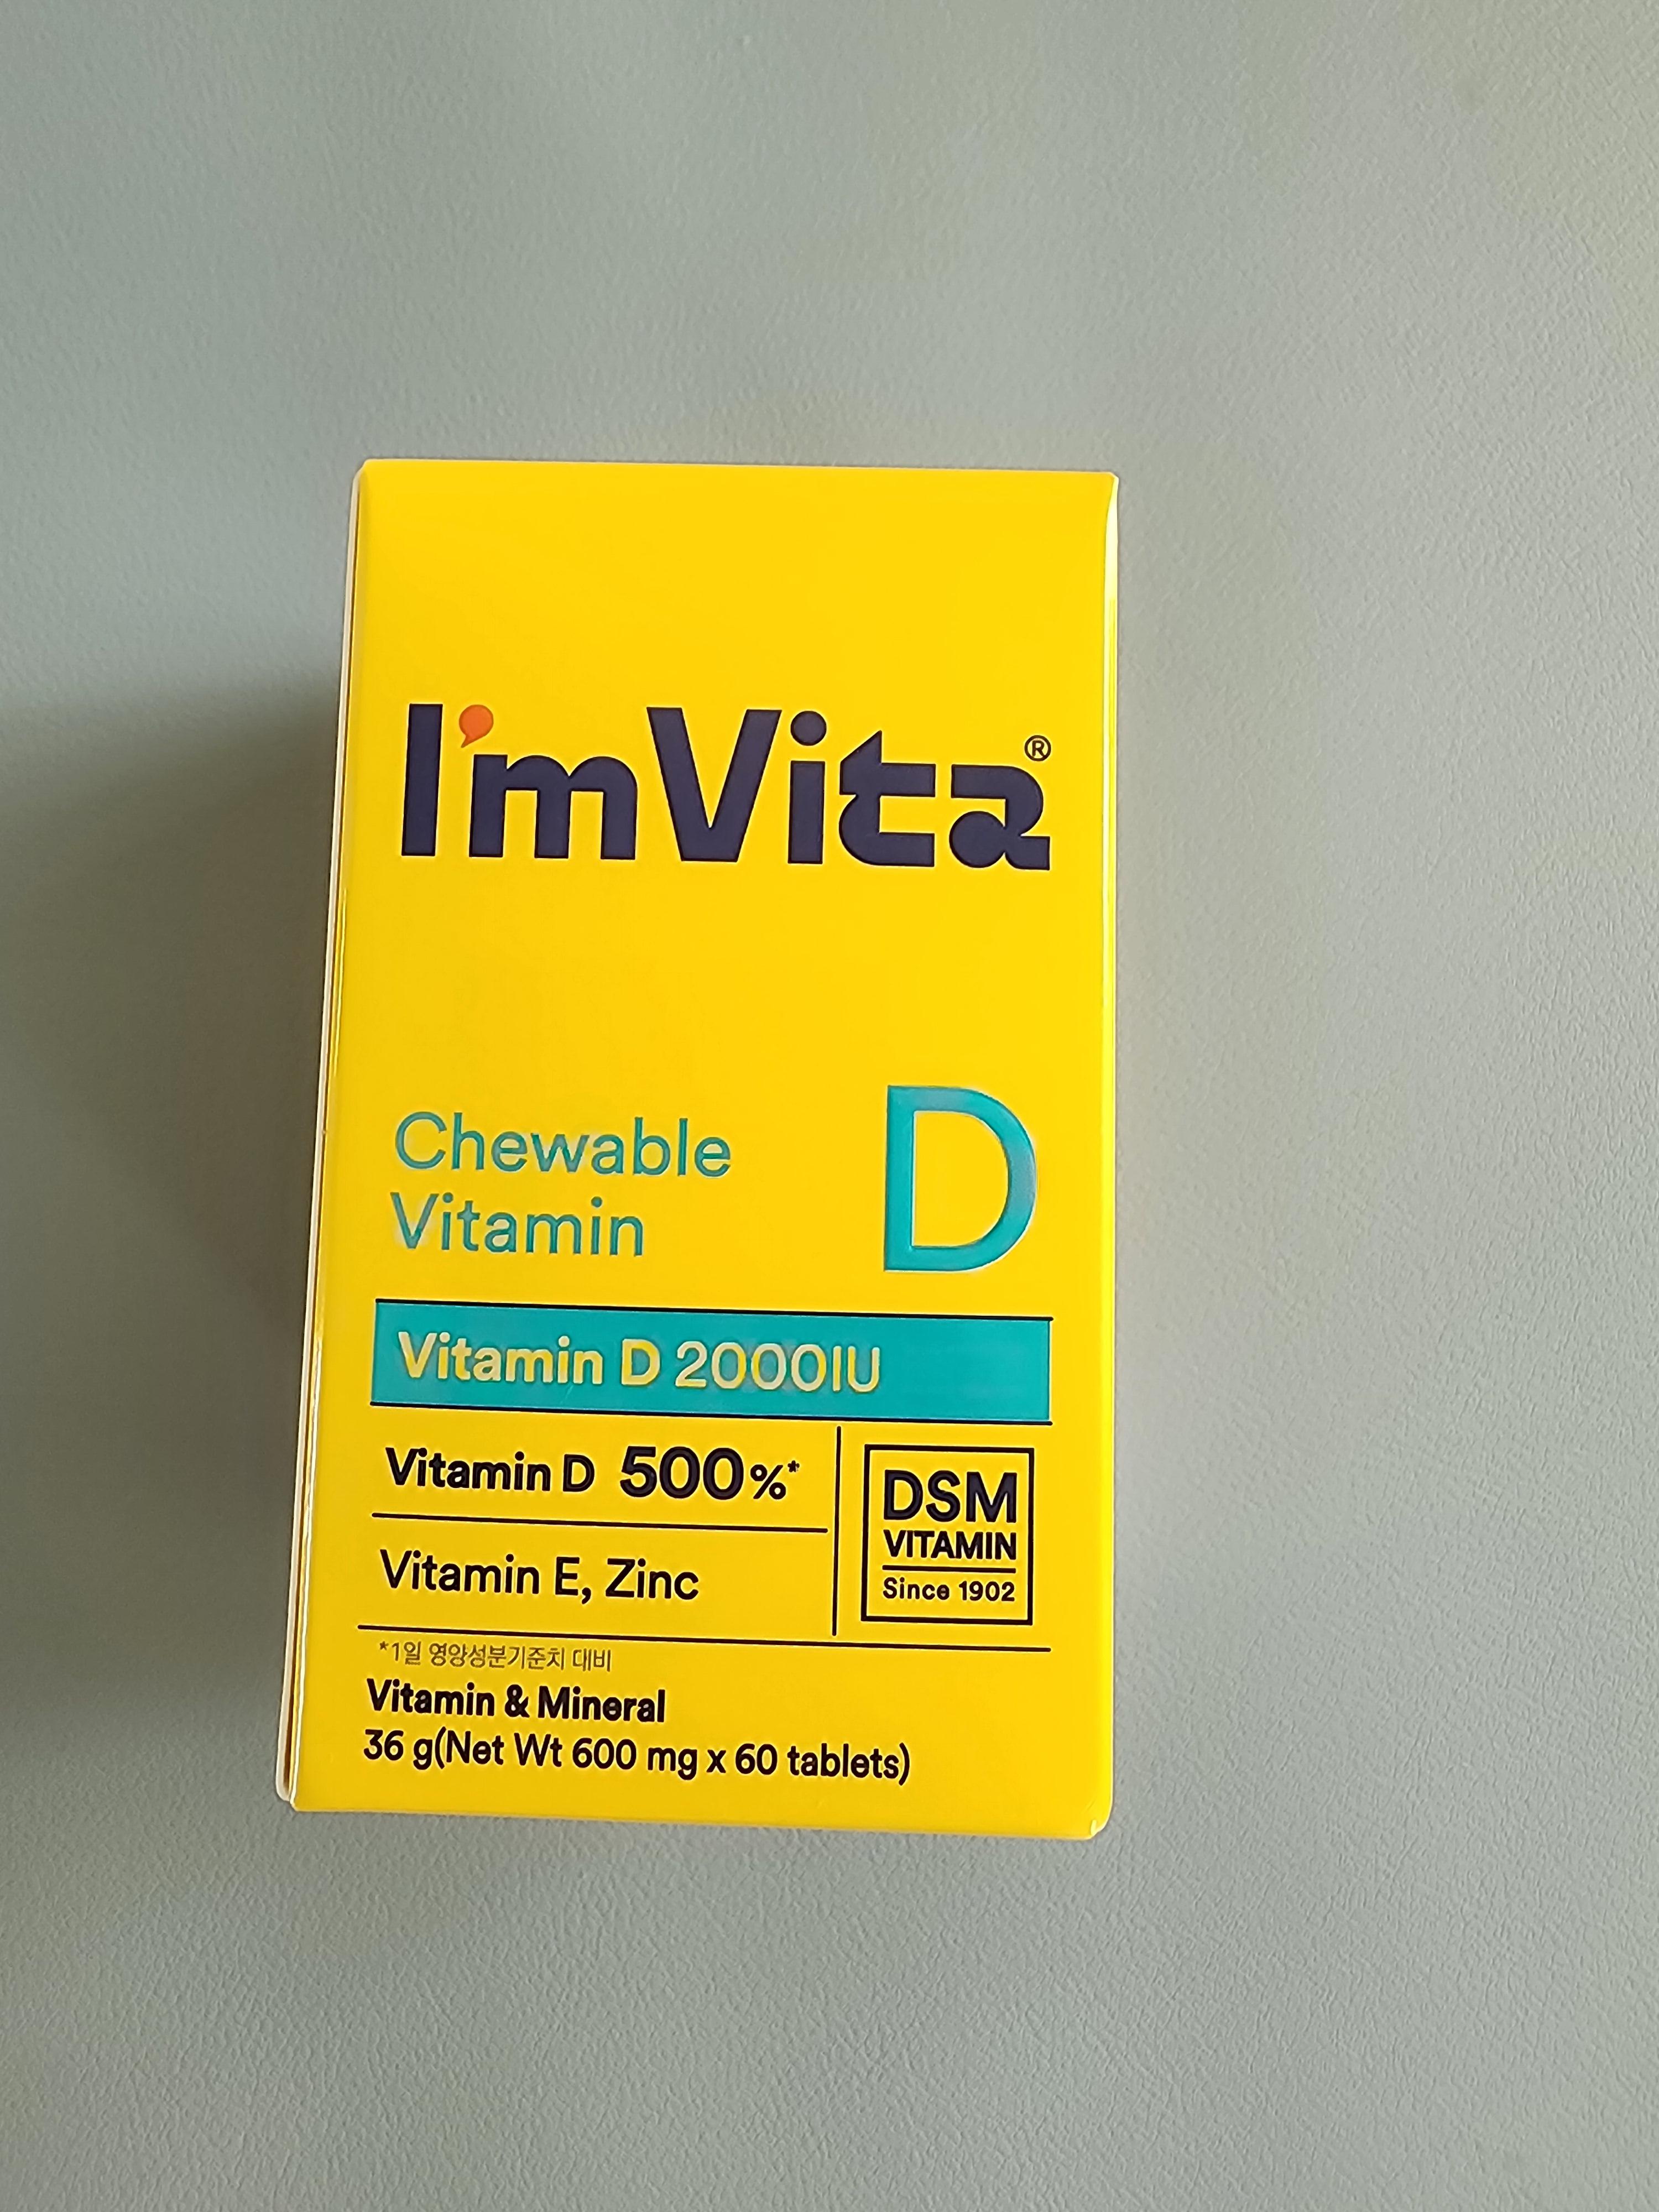 I'mVita®
Chewable
Vitamin
D
Vitamin D 2000IU
Vitamin D 500%*
Vitamin E, Zinc
DSM
VITAMIN
Since 1902
*1일 영양성분기준치 대비
Vitamin & Mineral
36 g(Net Wt 600 mg x 60 tablets)